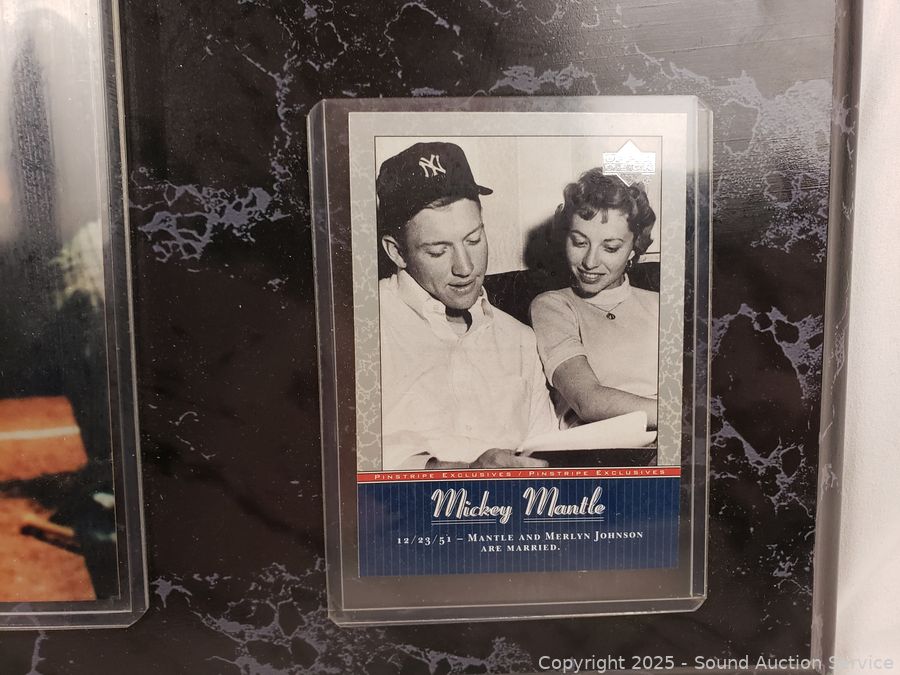 NY
PINSTRIPE EXCLUSIVES / PINSTRIPE EXCLUSIVES
Mickey Mantle
12/23/51 – MANTLE AND MERLYN JOHNSON
ARE MARRIED.
Copyright 2025 - Sound Auction Service